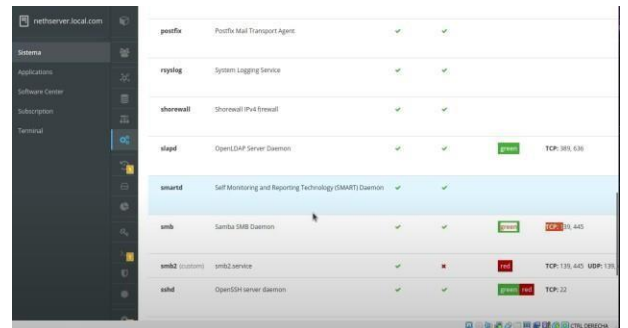 nethserver.local.com
Sistema
Applications
Software Center
Subscription
Terminal
postfix Postfix Mail Transport Agent
rsyslog System Logging Service
shorewall Shorewall IPv4 firewall
slapd OpenLDAP Server Daemon green TCP: 389, 636
smartd Self Monitoring and Reporting Technology (SMART) Daemon
smb Samba SMB Daemon green TCP: 139, 445
smb2 (custom) smb2 service red TCP: 139, 445 UDP: 139,
sshd OpenSSH server daemon green red TCP: 22
CTRL DERECHA